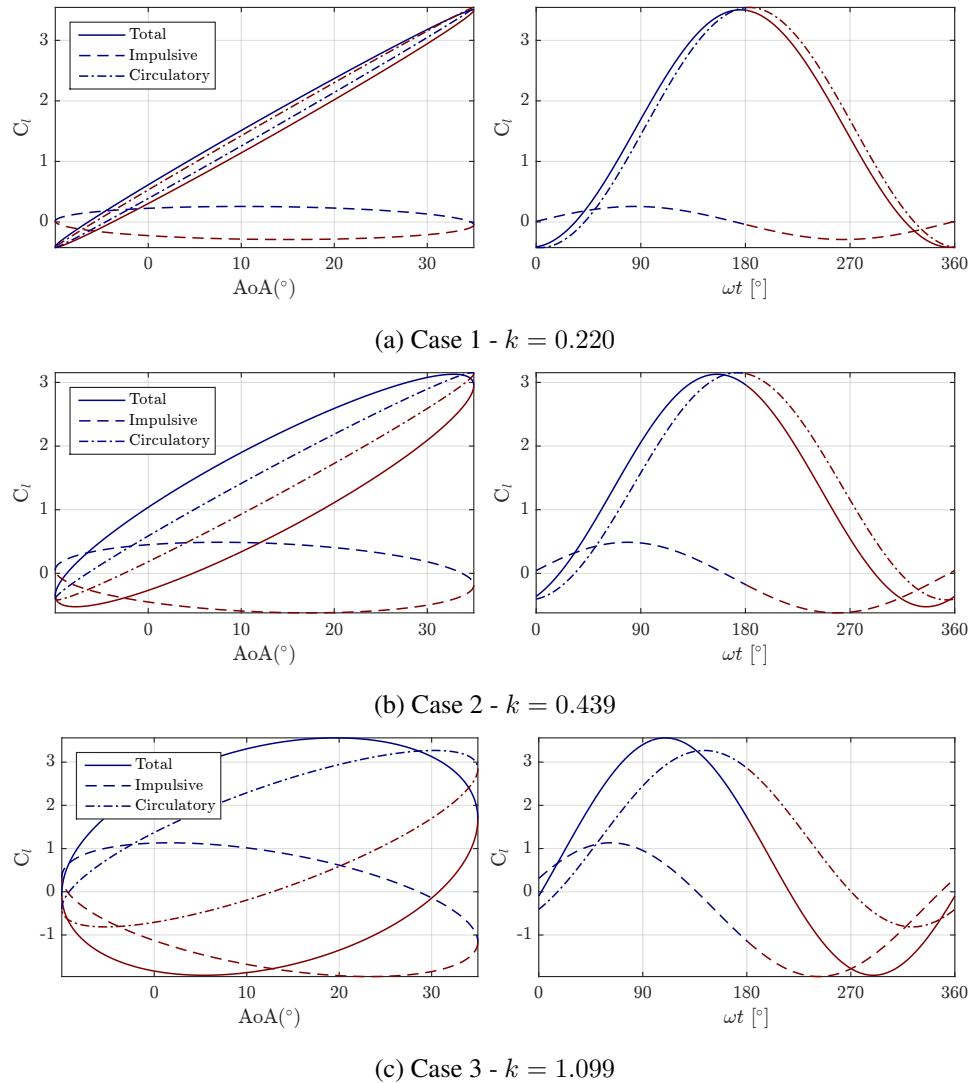 Total
Impulsive
Circulatory
3
2
1
0
C_l
0
10
20
30
AoA(°)
3
2
1
0
C_l
0
90
180
270
360
ωt [°]
(a) Case 1 - k = 0.220
Total
Impulsive
Circulatory
3
2
1
0
C_l
0
10
20
30
AoA(°)
3
2
1
0
C_l
0
90
180
270
360
ωt [°]
(b) Case 2 - k = 0.439
Total
Impulsive
Circulatory
3
2
1
0
-1
C_l
0
10
20
30
AoA(°)
3
2
1
0
-1
C_l
0
90
180
270
360
ωt [°]
(c) Case 3 - k = 1.099